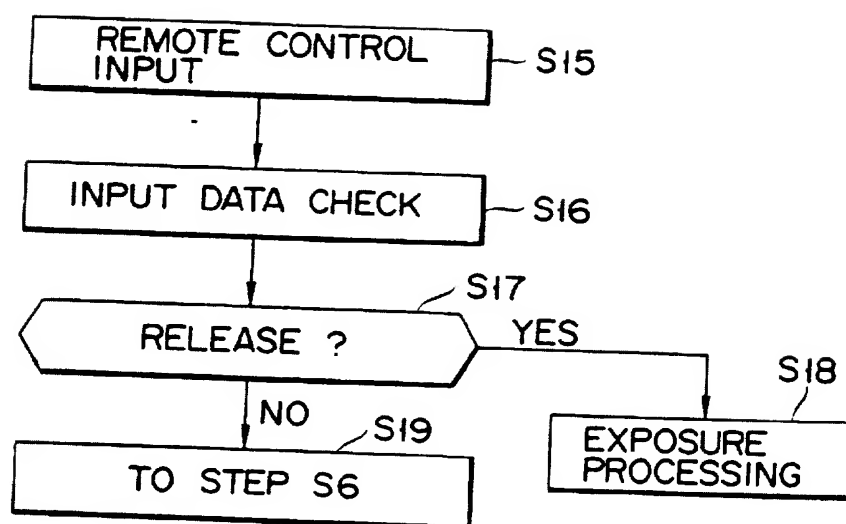 REMOTE CONTROL
INPUT
S15
INPUT DATA CHECK
S16
S17
RELEASE ?
YES
NO
S18
S19
EXPOSURE
PROCESSING
TO STEP S6